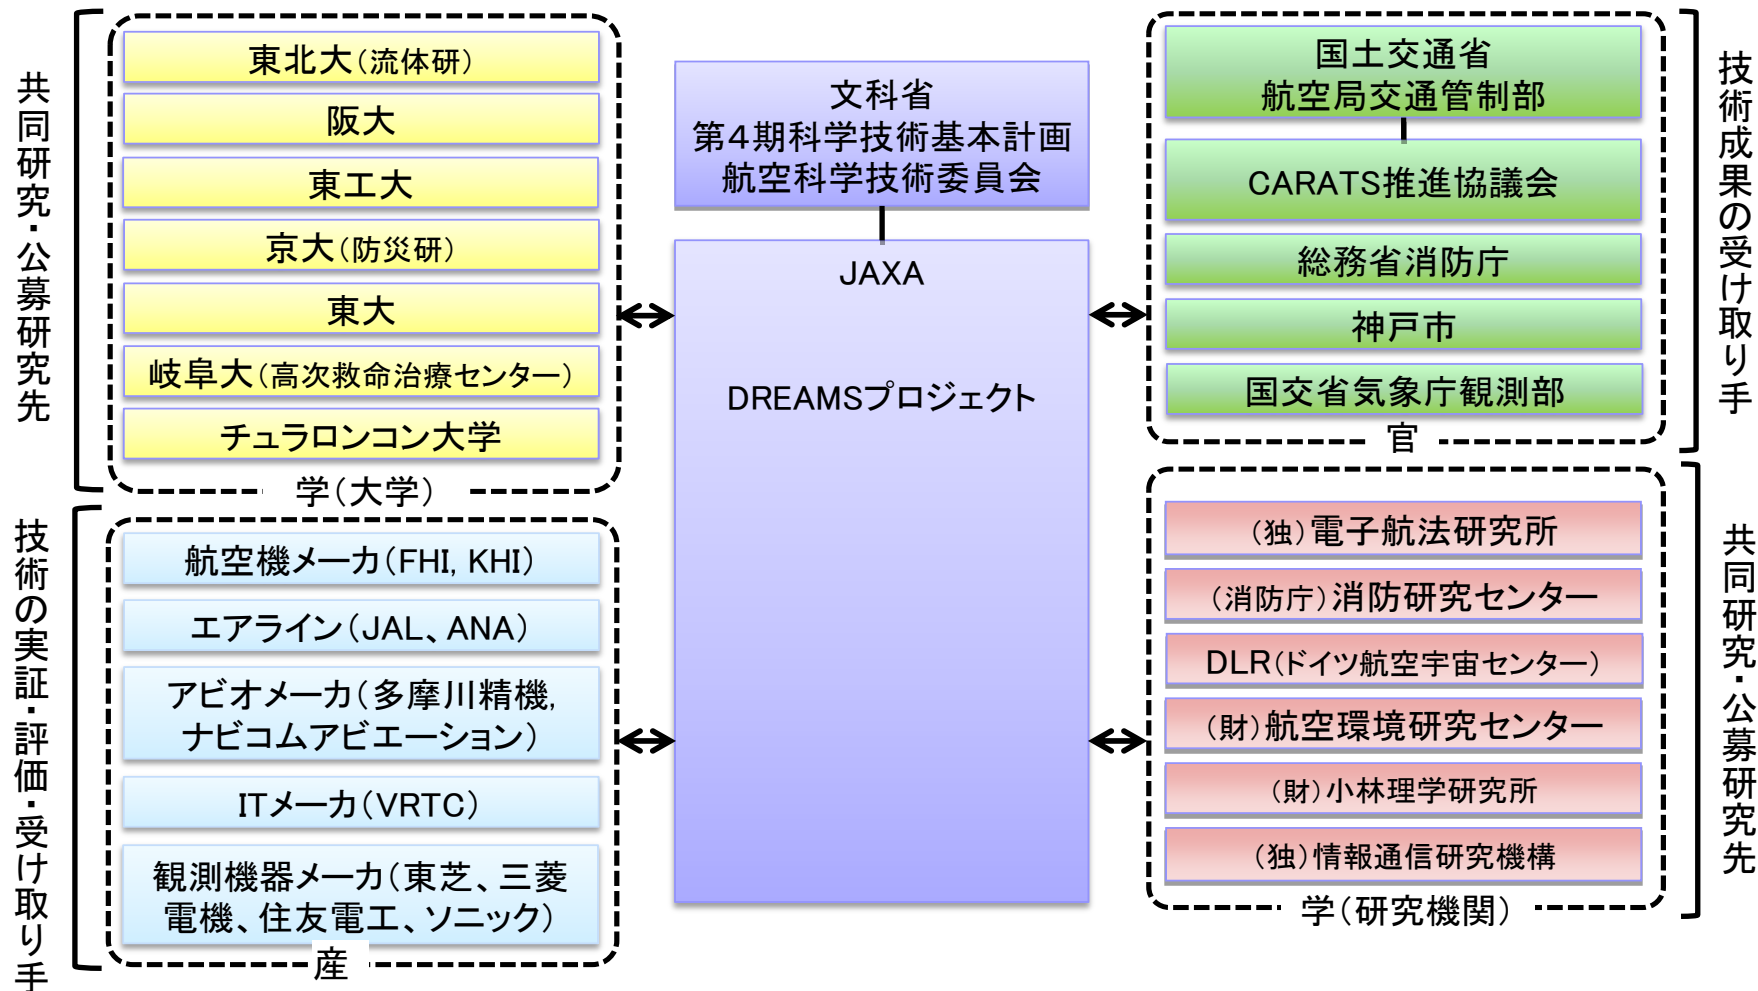 共同研究・公募研究先
東北大（流体研）
阪大
東工大
京大（防災研）
東大
岐阜大（高次救命治療センター）
チュラロンコン大学
学（大学）
技術の実証・評価・受け取り手
航空機メーカ（FHI, KHI）
エアライン（JAL、ANA）
アビオメーカ（多摩川精機,
ナビコムアビエーション）
ITメーカ（VRTC）
観測機器メーカ（東芝、三菱
電機、住友電工、ソニック）
産
文科省
第４期科学技術基本計画
航空科学技術委員会
JAXA
DREAMSプロジェクト
国土交通省
航空局交通管制部
CARATS推進協議会
総務省消防庁
神戸市
国交省気象庁観測部
官
技術成果の受け取り手
（独）電子航法研究所
（消防庁）消防研究センター
DLR（ドイツ航空宇宙センター）
（財）航空環境研究センター
（財）小林理学研究所
（独）情報通信研究機構
学（研究機関）
共同研究・公募研究先